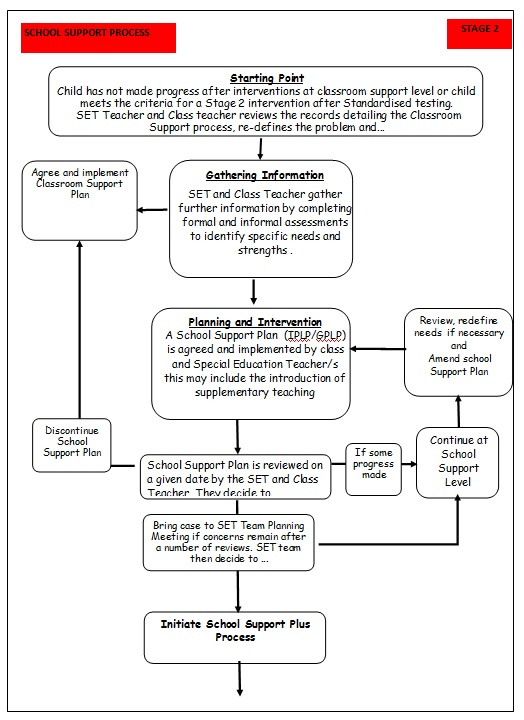 SCHOOL SUPPORT PROCESS
STAGE 2
Starting Point
Child has not made progress after interventions at classroom support level or child
meets the criteria for a Stage 2 intervention after Standardised testing.
SET Teacher and Class teacher reviews the records detailing the Classroom
Support process, re-defines the problem and...
Agree and implement
Classroom Support
Plan
Gathering Information
SET and Class Teacher gather
further information by completing
formal and informal assessments
to identify specific needs and
strengths .
Planning and Intervention
A School Support Plan (IPLP/GPLP)
is agreed and implemented by class
and Special Education Teacher/s
this may include the introduction of
supplementary teaching
Review, redefine
needs if necessary
and
Amend school
Support Plan
Discontinue
School
Support Plan
School Support Plan is reviewed on
a given date by the SET and Class
Teacher. They decide to
If some
progress
made
Continue at
School
Support
Level
Bring case to SET Team Planning
Meeting if concerns remain after
a number of reviews. SET team
then decide to ...
Initiate School Support Plus
Process